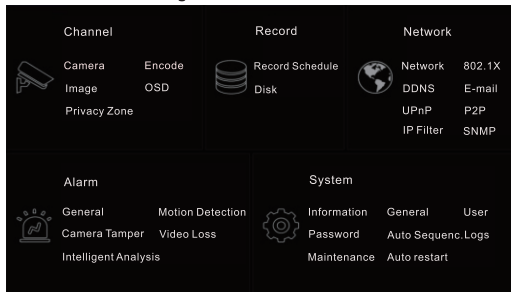 Channel
Camera Encode
Image OSD
Privacy Zone
Record
Record Schedule
Disk
Network
Network 802.1X
DDNS E-mail
UPnP P2P
IP Filter SNMP
Alarm
General Motion Detection
Camera Tamper Video Loss
Intelligent Analysis
System
Information General User
Password Auto Sequenc. Logs
Maintenance Auto restart